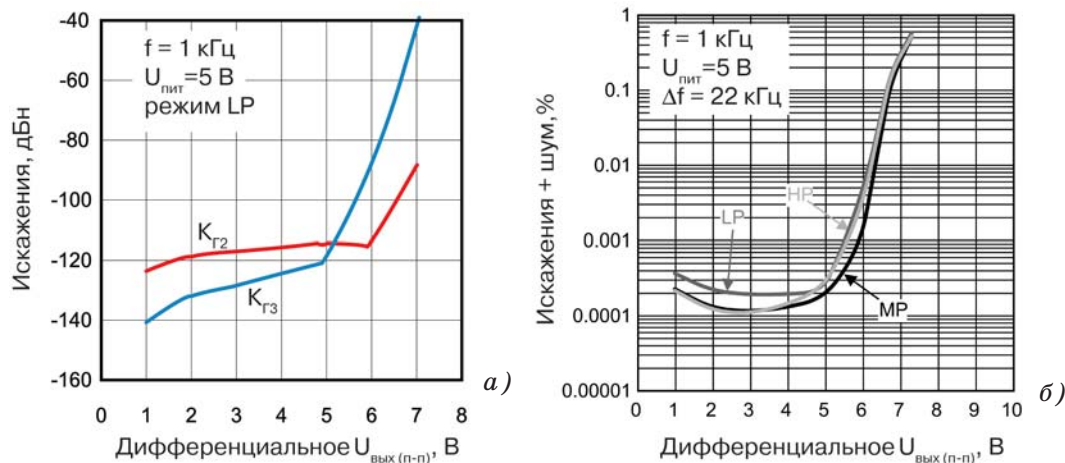 -40
-60
-80
-100
-120
-140
-160
Искажения, дБн
f = 1 кГц
Uпит=5 В
режим LP
КГ2
КГ3
0 1 2 3 4 5 6 7 8
Дифференциальное Uвых (п-п), В
а)
1
0.1
0.01
0.001
0.0001
0.00001
Искажения + шум,%
f = 1 кГц
Uпит=5 В
Δf = 22 кГц
HP
LP
MP
0 1 2 3 4 5 6 7 8 9 10
Дифференциальное Uвых (п-п), В
б)